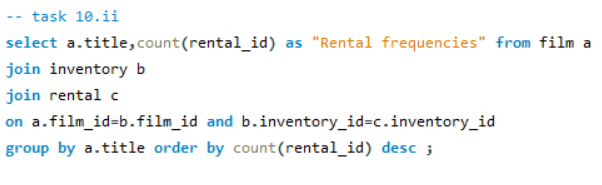 -- task 10.ii
select a.title,count(rental_id) as "Rental frequencies" from film a
join inventory b
join rental c
on a.film_id=b.film_id and b.inventory_id=c.inventory_id
group by a.title order by count(rental_id) desc ;